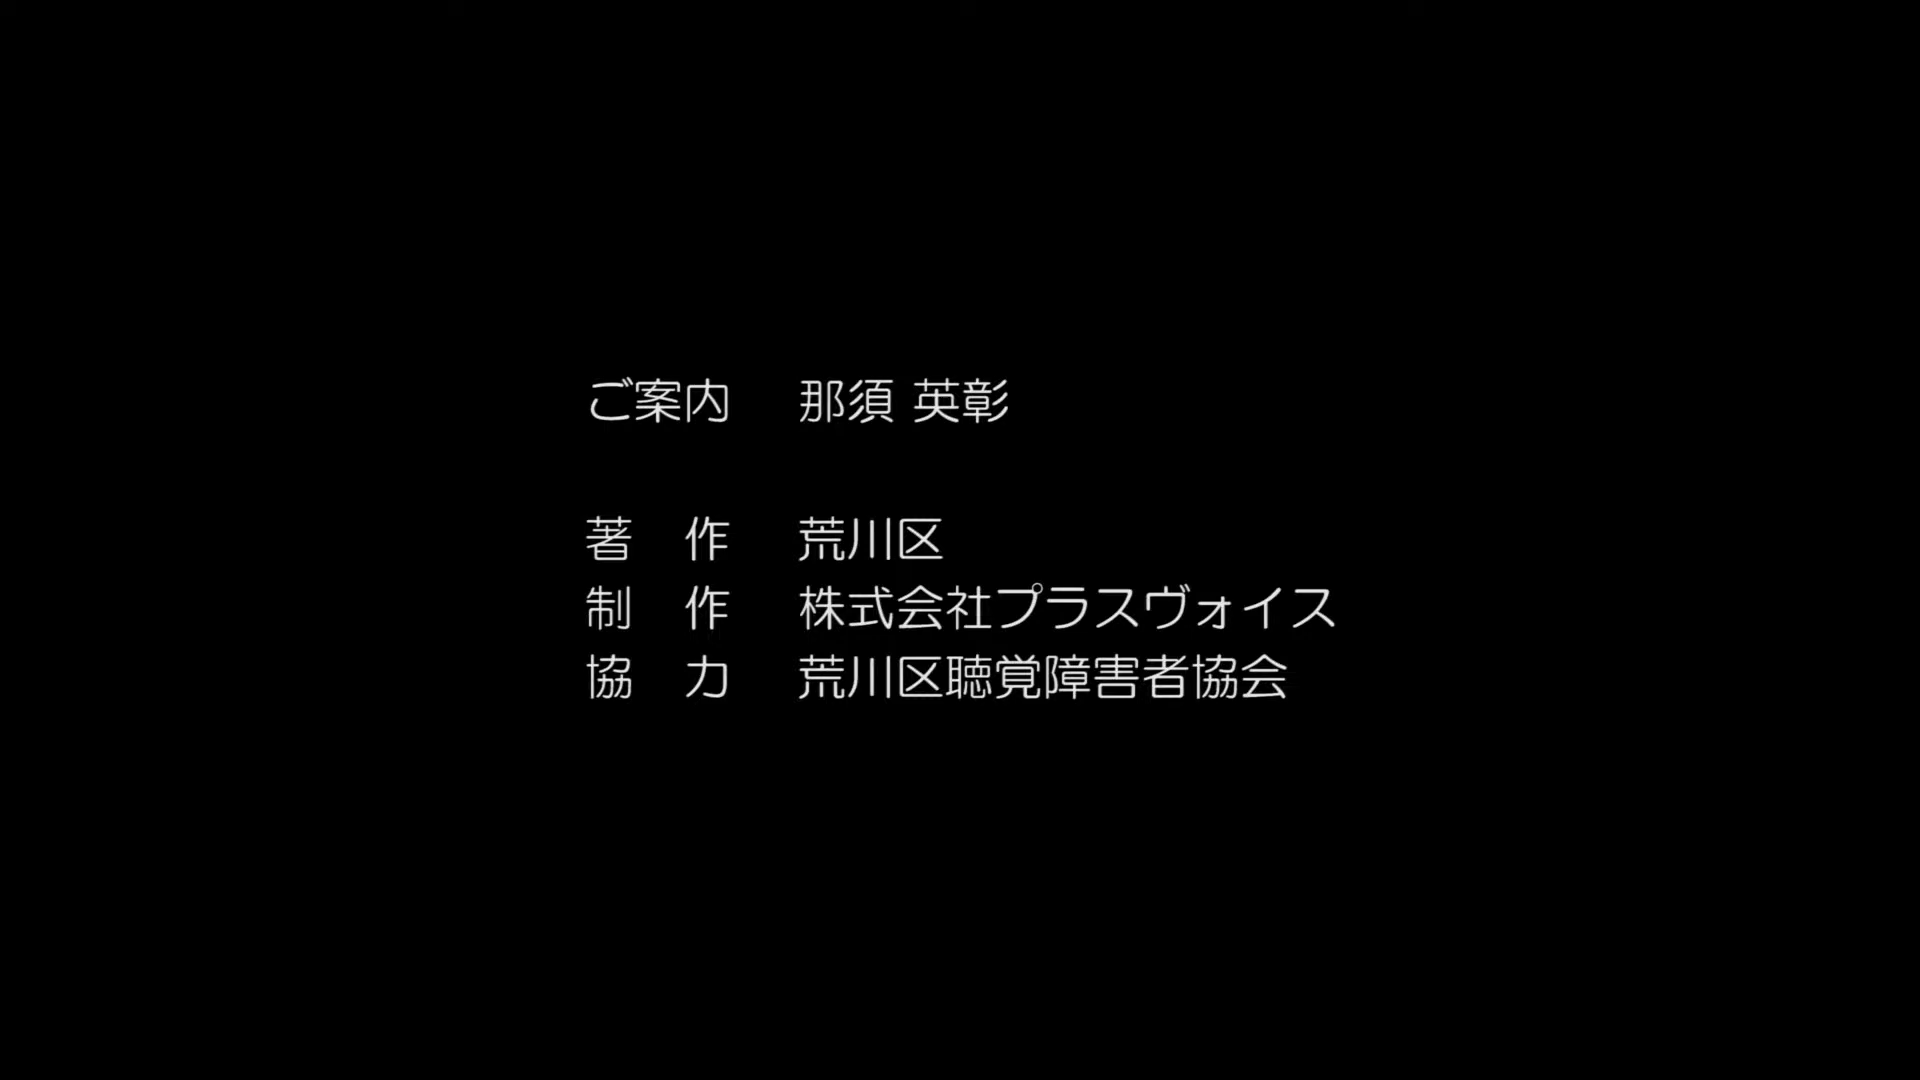 ご案内　那須 英彰
著　作　荒川区
制　作　株式会社プラスヴォイス
協　力　荒川区聴覚障害者協会